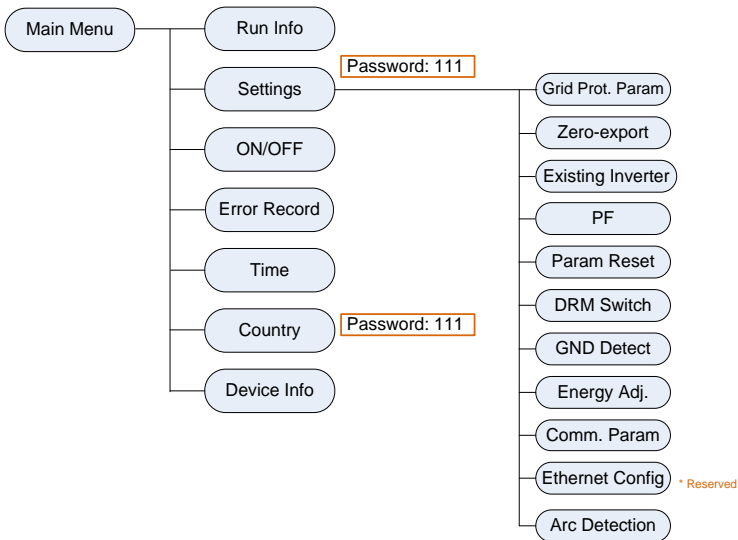 Main Menu
Run Info
Password: 111
Settings
ON/OFF
Error Record
Time
Country
Password: 111
Device Info
Grid Prot. Param
Zero-export
Existing Inverter
PF
Param Reset
DRM Switch
GND Detect
Energy Adj.
Comm. Param
Ethernet Config
* Reserved
Arc Detection